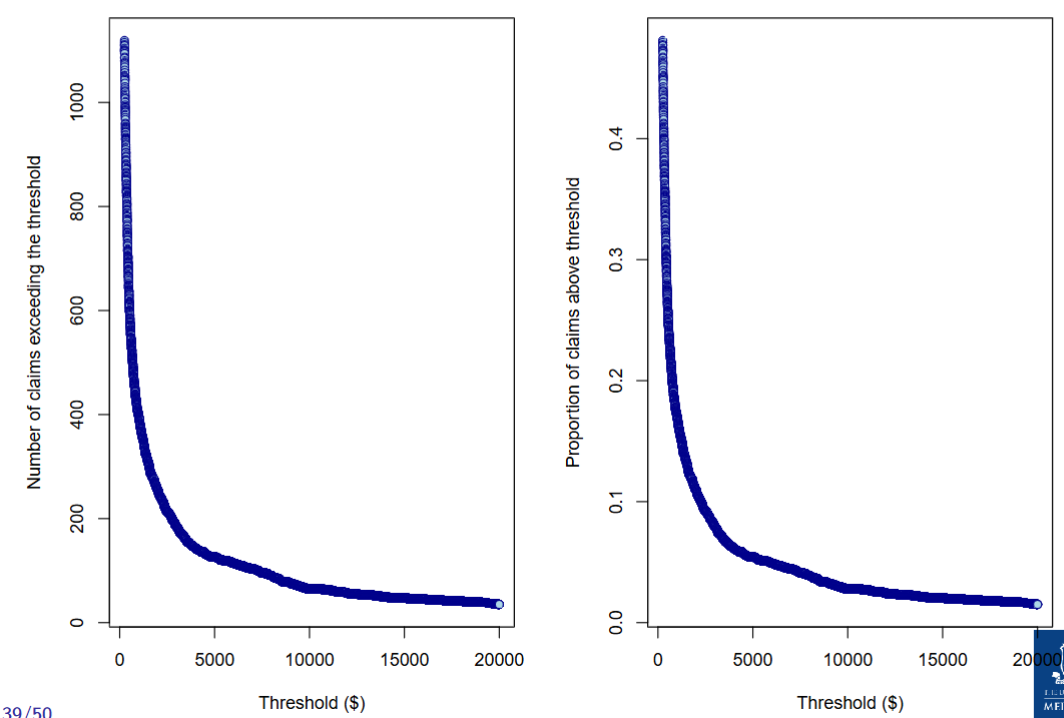 Number of claims exceeding the threshold
0
200
400
600
800
1000
0 5000 10000 15000 20000
Threshold ($)
Proportion of claims above threshold
0.0
0.1
0.2
0.3
0.4
0 5000 10000 15000 20000
Threshold ($)
39/50